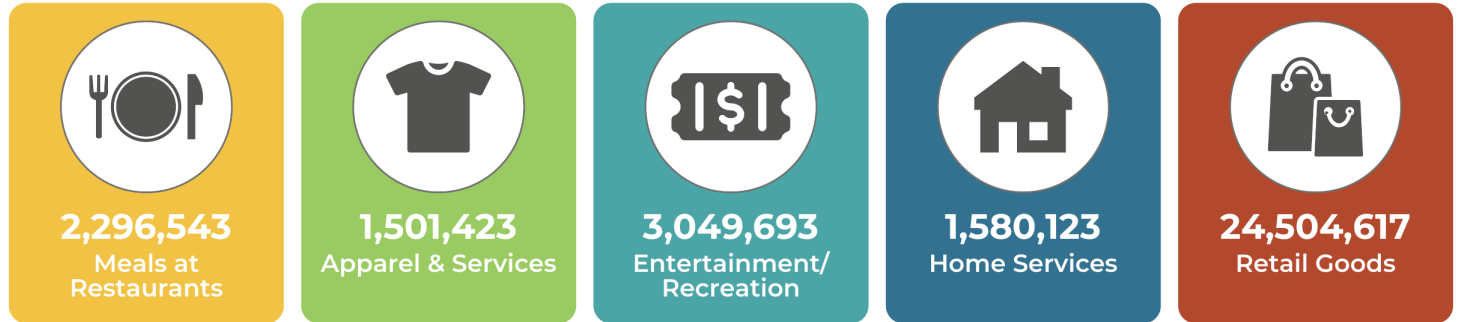 2,296,543
Meals at
Restaurants
1,501,423
Apparel & Services
$
3,049,693
Entertainment/
Recreation
1,580,123
Home Services
24,504,617
Retail Goods